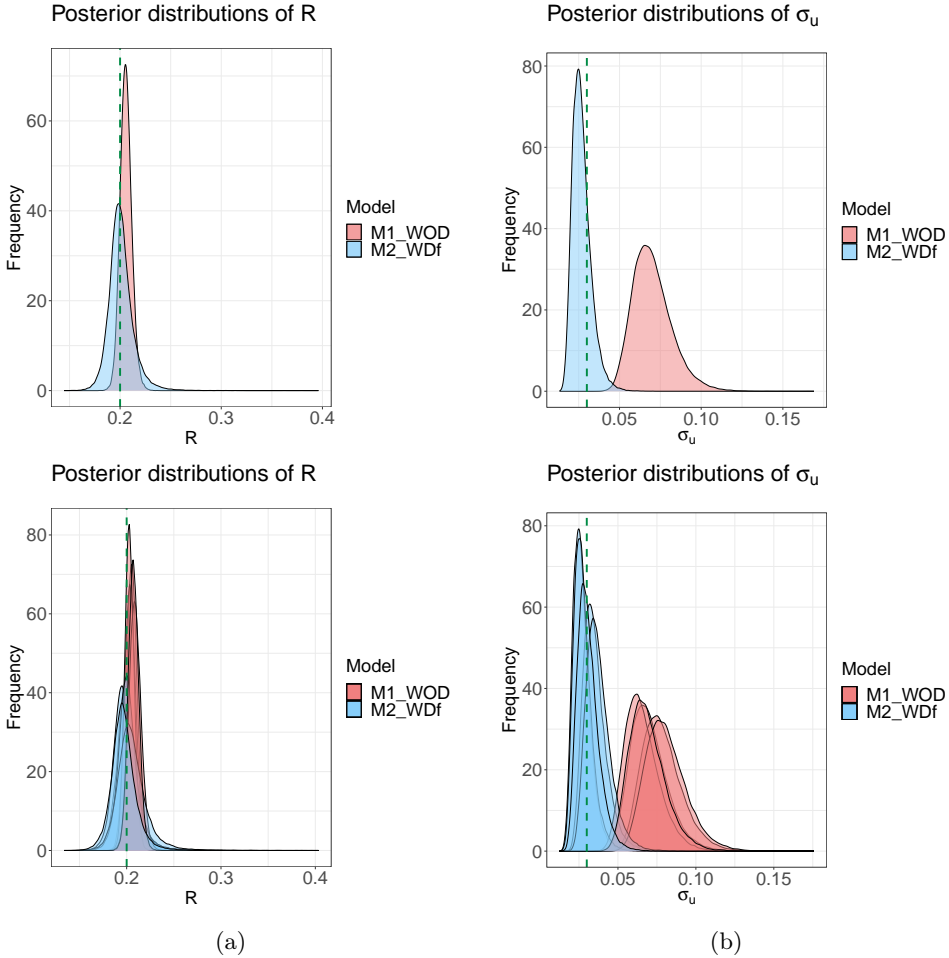 Posterior distributions of R
Frequency
60
40
20
0
0.2
0.3
0.4
R
Model
M1_WOD
M2_WDf
Posterior distributions of σu
Frequency
80
60
40
20
0
0.05
0.10
0.15
σu
Model
M1_WOD
M2_WDf
Posterior distributions of R
Frequency
80
60
40
20
0
0.2
0.3
0.4
R
Model
M1_WOD
M2_WDf
Posterior distributions of σu
Frequency
80
60
40
20
0
0.05
0.10
0.15
σu
Model
M1_WOD
M2_WDf
(a)
(b)